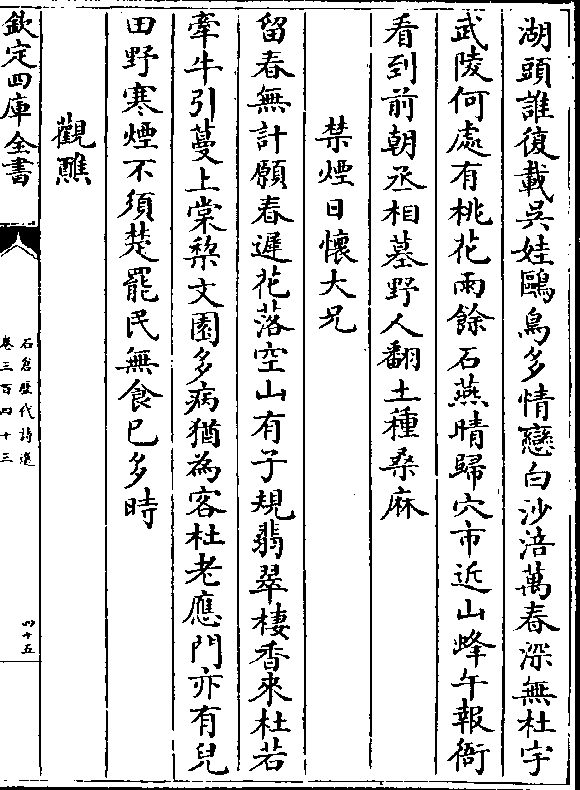 湖頭誰復載吳娃鷗鳥多情戀白沙涪萬春深無杜宇
武陵何處有桃花雨餘石燕晴歸穴市近山蜂午報衙
看到前朝丞相墓野人翻土種桑麻
禁煙日懷大兄
留春無計願春遲花落空山有子規翡翠棲香來杜若
牽牛引蔓上棠梨文園多病猶為客杜老應門亦有兒
田野寒煙不須楚罷民無食已多時
觀醮
欽定四庫全書
石倉歷代詩選
卷三百四十三
四十五